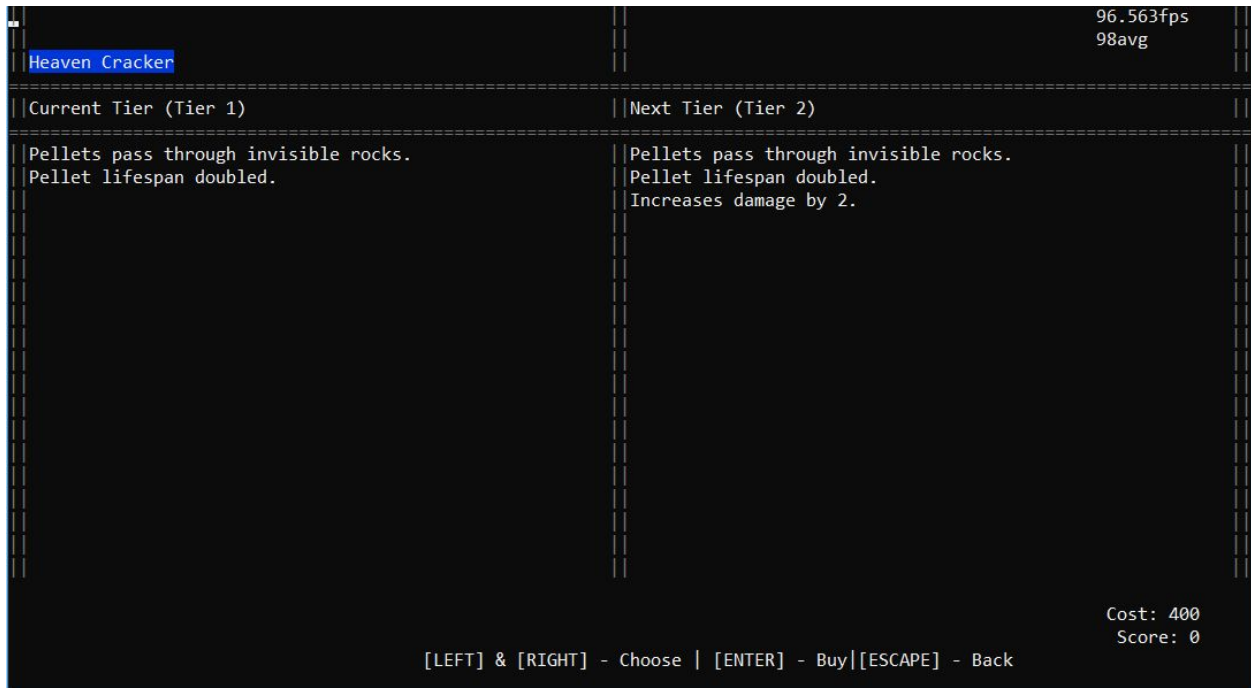 96.563fps
98avg
Heaven Cracker
Current Tier (Tier 1)
Next Tier (Tier 2)
Pellets pass through invisible rocks.
Pellet lifespan doubled.
Pellets pass through invisible rocks.
Pellet lifespan doubled.
Increases damage by 2.
Cost: 400
Score: 0
[LEFT] & [RIGHT] - Choose | [ENTER] - Buy|[ESCAPE] - Back